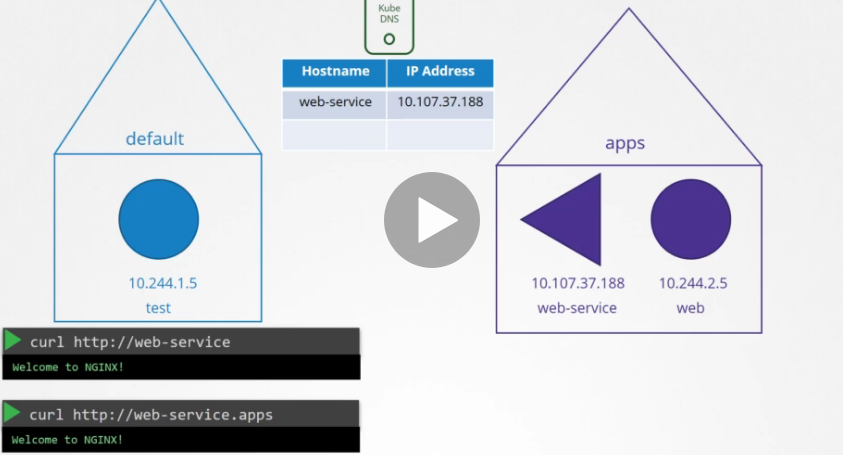 Kube
DNS
Hostname IP Address
web-service 10.107.37.188
default
10.244.1.5
test
apps
10.107.37.188 10.244.2.5
web-service web
curl http://web-service
Welcome to NGINX!
curl http://web-service.apps
Welcome to NGINX!